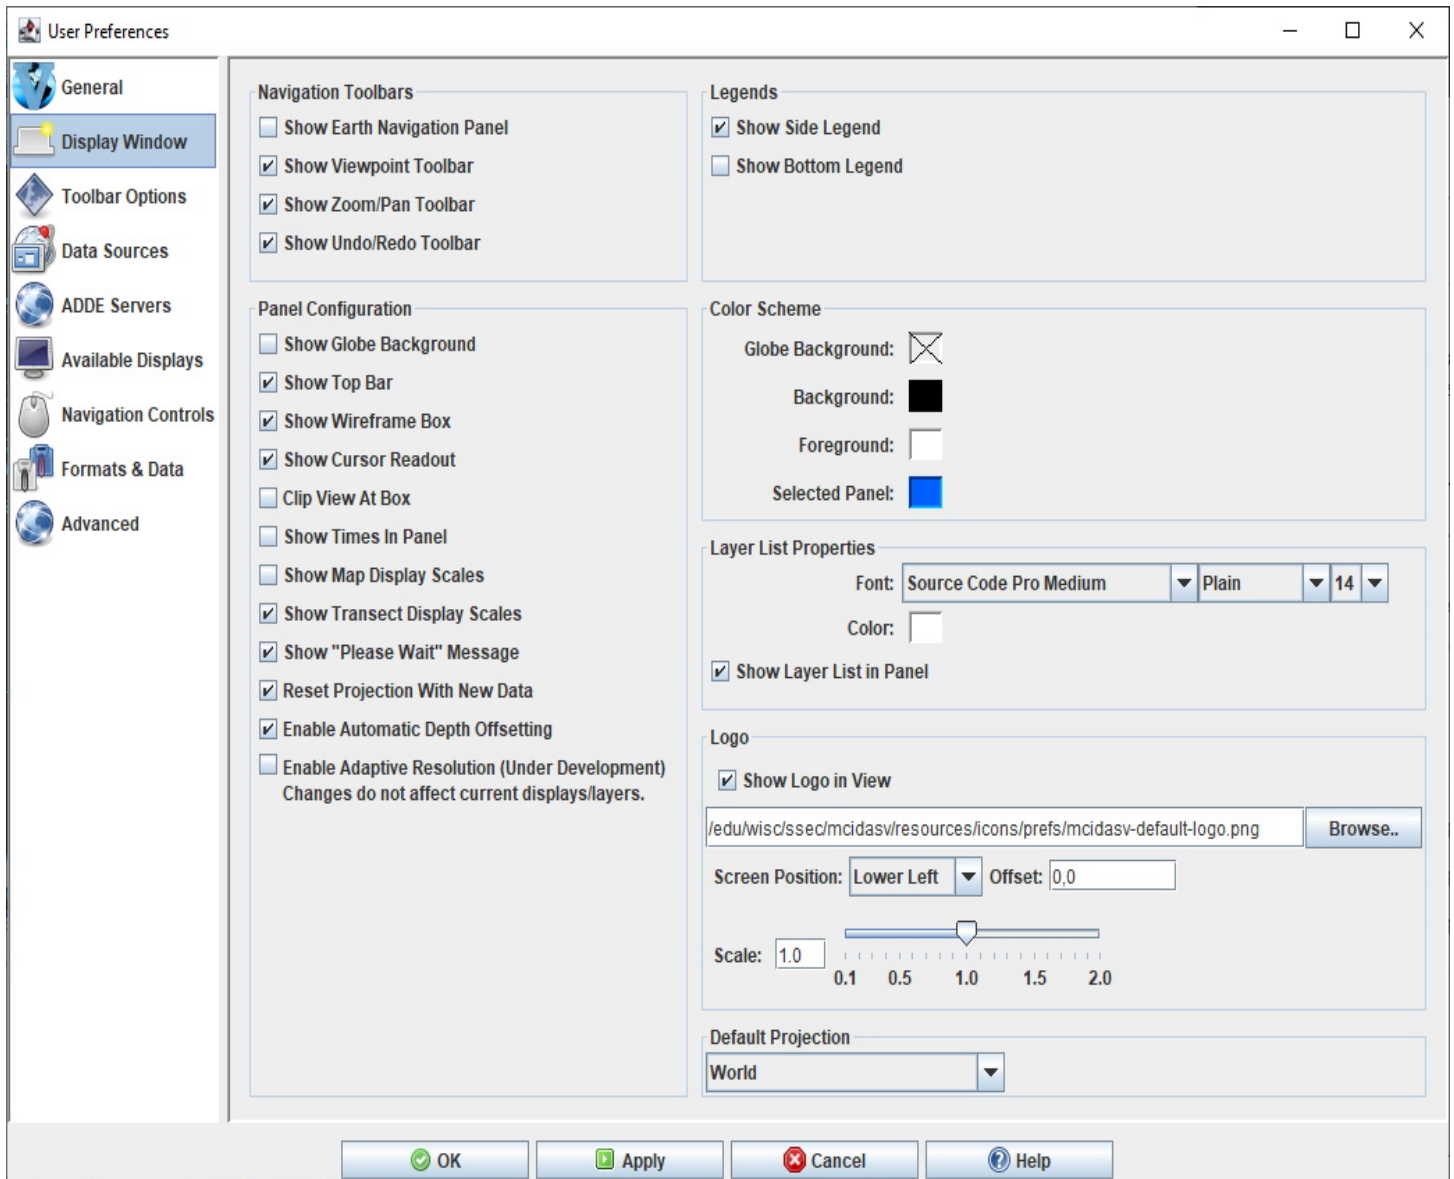 User Preferences
General
Display Window
Toolbar Options
Data Sources
ADDE Servers
Available Displays
Navigation Controls
Formats & Data
Advanced
Navigation Toolbars
Show Earth Navigation Panel
Show Viewpoint Toolbar
Show Zoom/Pan Toolbar
Show Undo/Redo Toolbar
Panel Configuration
Show Globe Background
Show Top Bar
Show Wireframe Box
Show Cursor Readout
Clip View At Box
Show Times In Panel
Show Map Display Scales
Show Transect Display Scales
Show "Please Wait" Message
Reset Projection With New Data
Enable Automatic Depth Offsetting
Enable Adaptive Resolution (Under Development)
Changes do not affect current displays/layers.
Legends
Show Side Legend
Show Bottom Legend
Color Scheme
Globe Background:
Background:
Foreground:
Selected Panel:
Layer List Properties
Font: Source Code Pro Medium Plain 14
Color:
Show Layer List in Panel
Logo
Show Logo in View
/edu/wisc/ssec/mcidasv/resources/icons/prefs/mcidasv-default-logo.png Browse..
Screen Position: Lower Left Offset: 0,0
Scale: 1.0
0.1 0.5 1.0 1.5 2.0
Default Projection
World
OK Apply Cancel Help